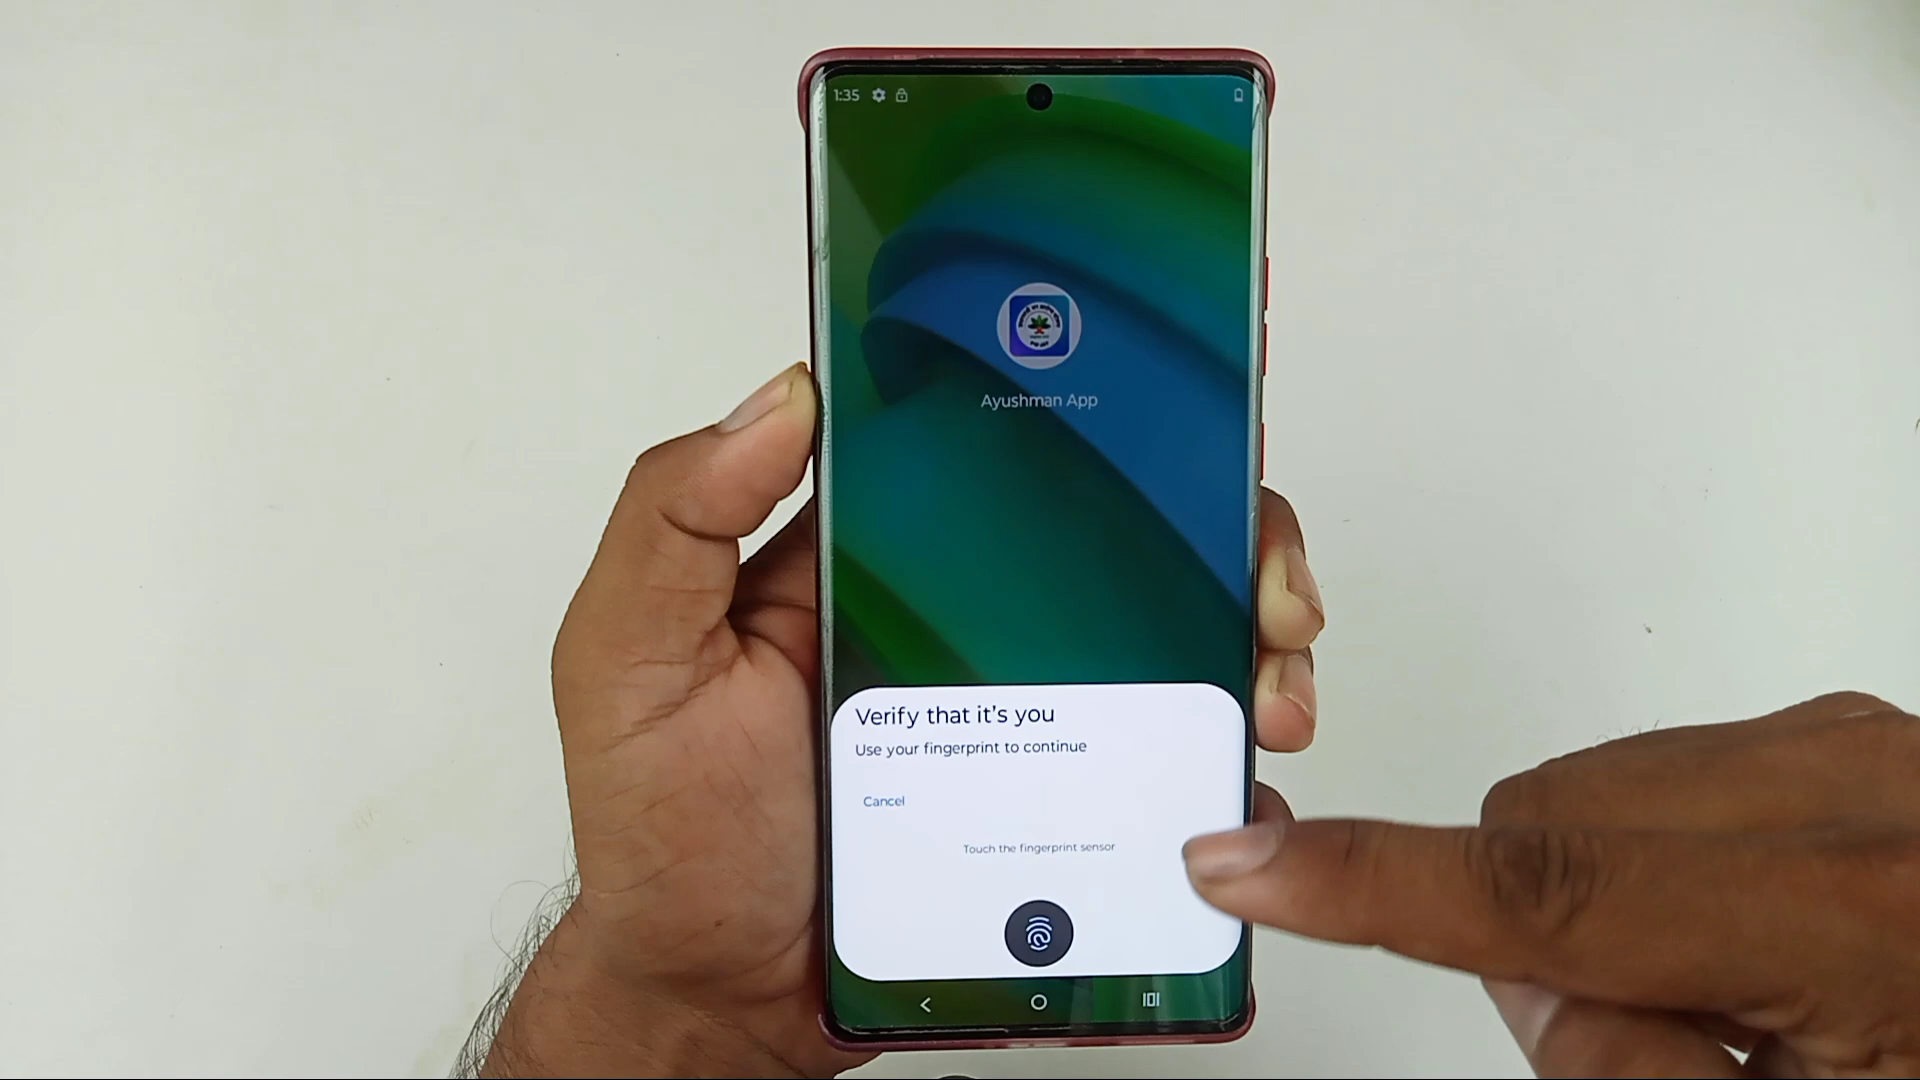 1:35
Ayushman App
Verify that it's you
Use your fingerprint to continue
Cancel
Touch the fingerprint sensor